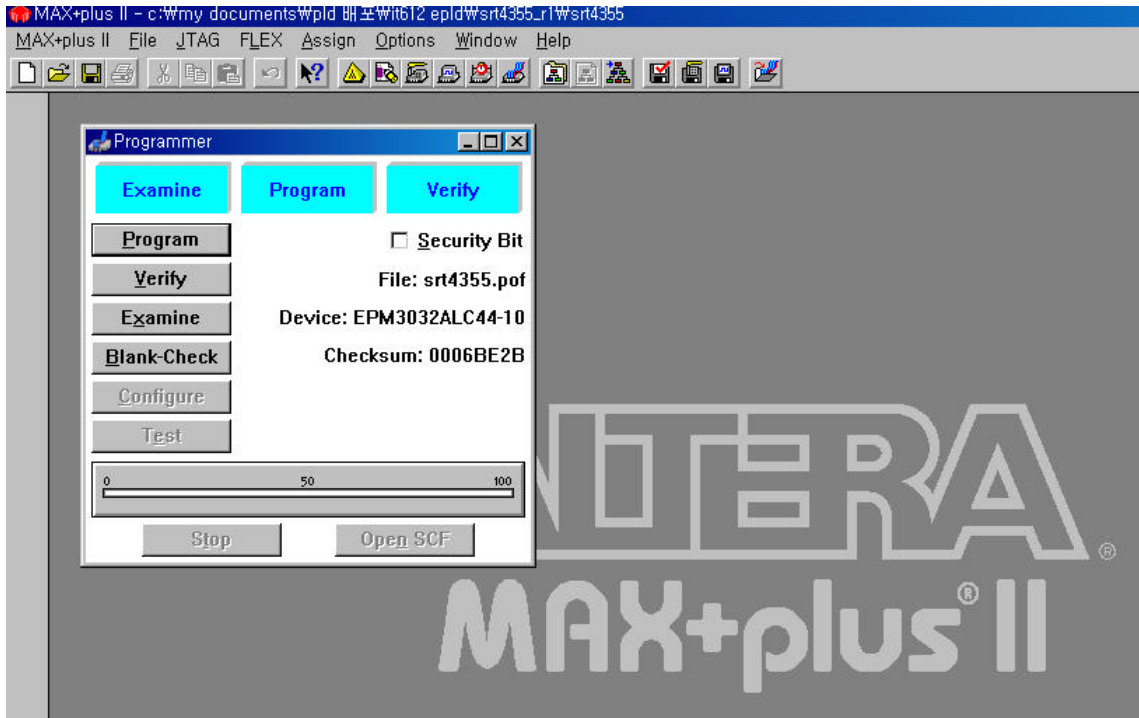 MAX+plus II - c:₩my documents₩pld 배포₩it612 epld₩srt4355_r1₩srt4355
MAX+plus II File JTAG FLEX Assign Options Window Help
Programmer
Examine Program Verify
Program Security Bit
Verify File: srt4355.pof
Examine Device: EPM3032ALC44-10
Blank-Check Checksum: 0006BE2B
Configure
Test
0 50 100
Stop Open SCF
NTERA®
MAX+plus® II